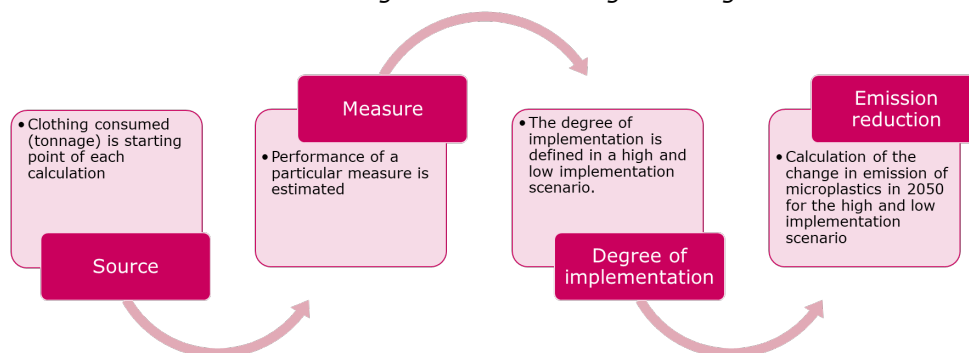 • Clothing consumed
(tonnage) is starting
point of each
calculation
Source
Measure
• Performance of a
particular measure is
estimated
• The degree of
implementation is
defined in a high and
low implementation
scenario.
Degree of
implementation
Emission
reduction
• Calculation of the
change in emission of
microplastics in 2050
for the high and low
implementation
scenario